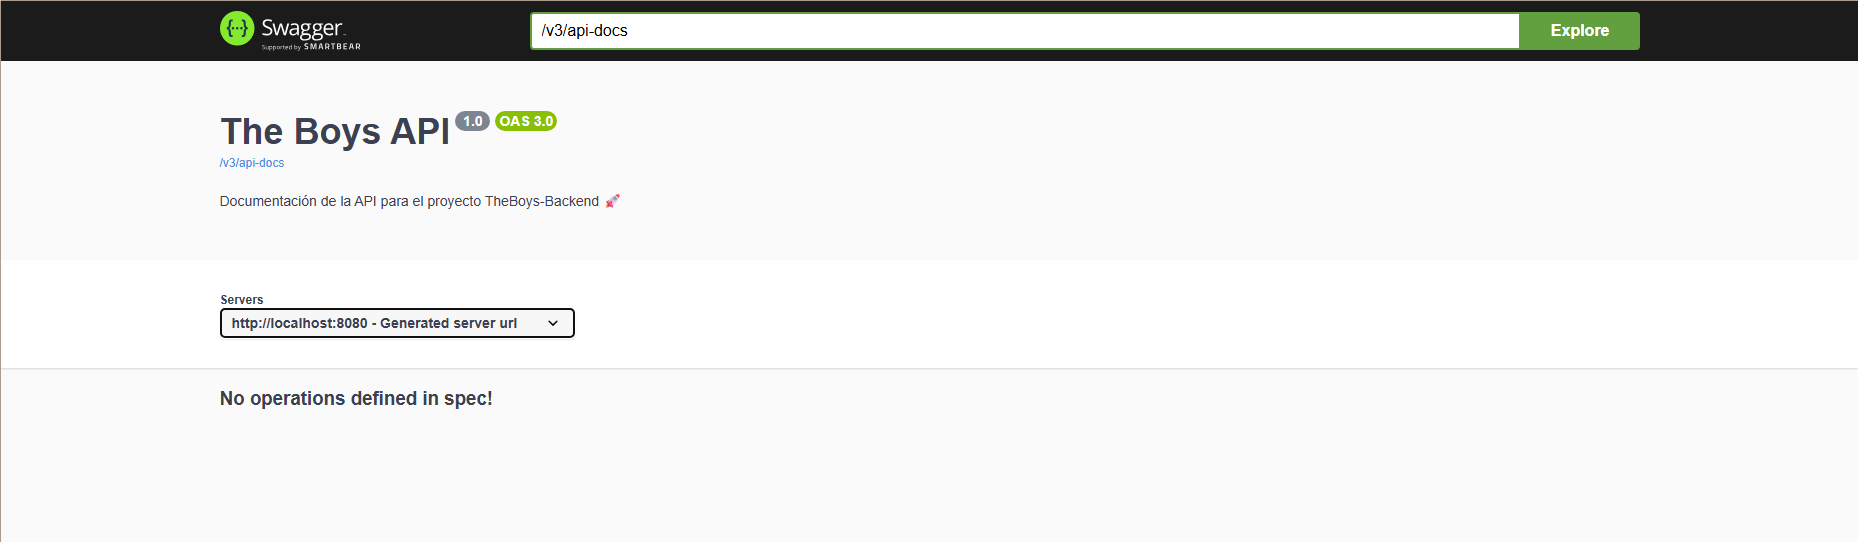 Swagger
Supported by SMARTBEAR
/v3/api-docs
Explore
The Boys API 1.0 OAS 3.0
/v3/api-docs
Documentación de la API para el proyecto TheBoys-Backend 🚀
Servers
http://localhost:8080 - Generated server url
No operations defined in spec!